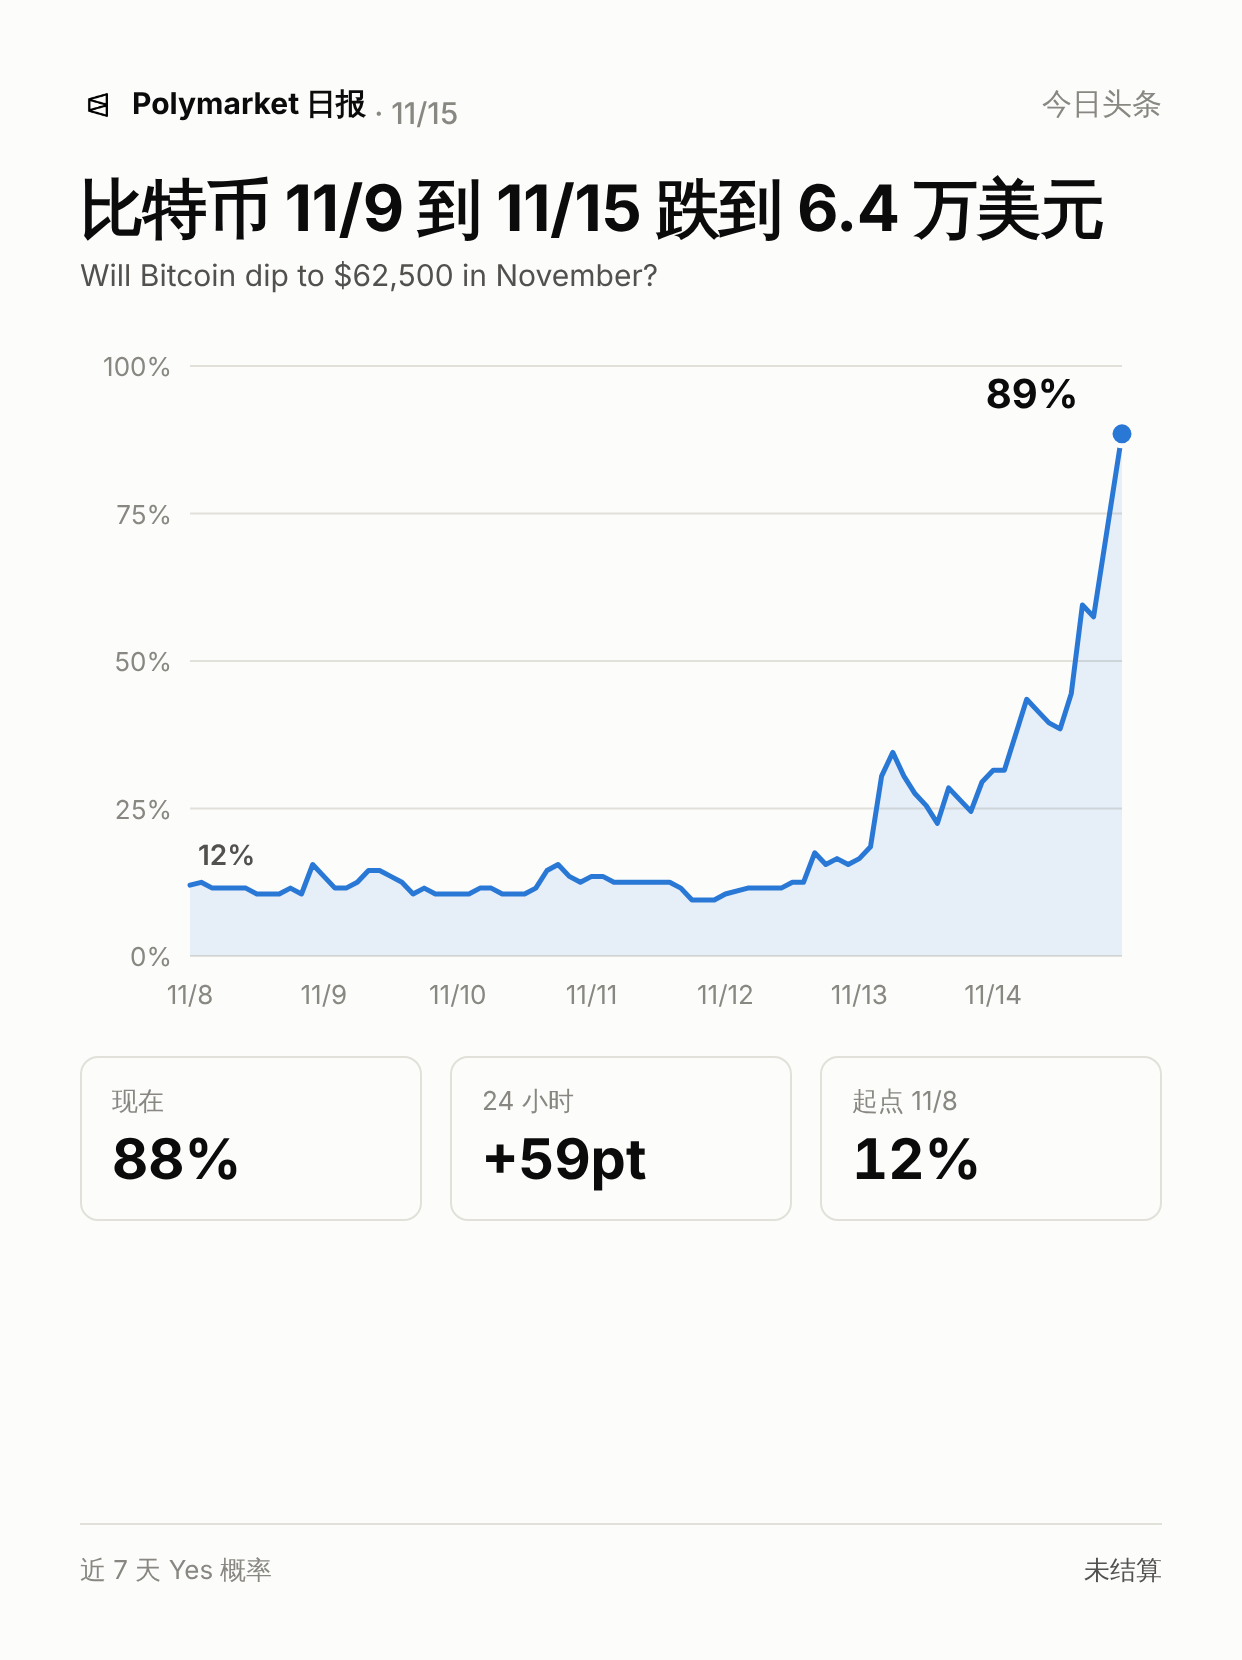 Polymarket 日报 · 11/15
今日头条
比特币 11/9 到 11/15 跌到 6.4 万美元
Will Bitcoin dip to $62,500 in November?
100%
89%
75%
50%
25%
12%
0%
11/8 11/9 11/10 11/11 11/12 11/13 11/14
现在
88%
24 小时
+59pt
起点 11/8
12%
近 7 天 Yes 概率
未结算